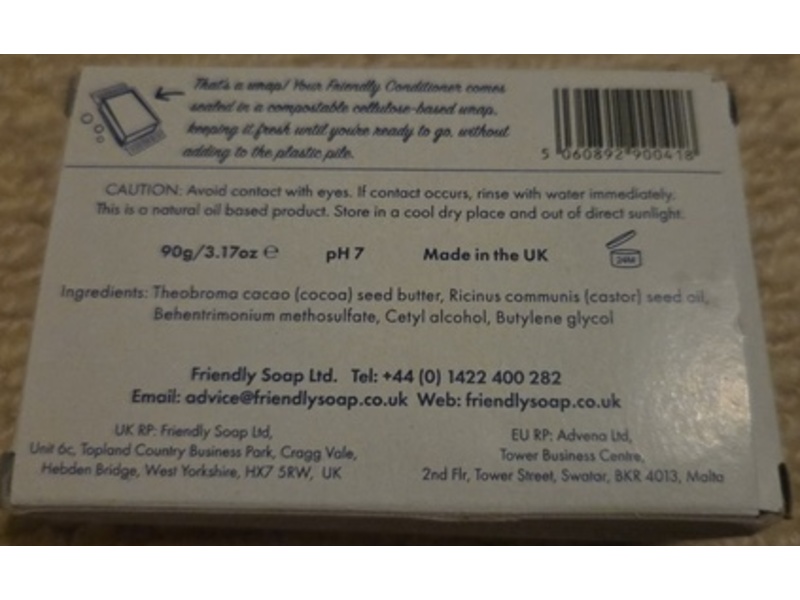 That's a wrap! Your Friendly Conditioner comes
sealed in a compostable cellulose-based wrap,
keeping it fresh until you're ready to go, without
adding to the plastic pile.
5 060892 900418
CAUTION: Avoid contact with eyes. If contact occurs, rinse with water immediately.
This is a natural oil based product. Store in a cool dry place and out of direct sunlight.
90g/3.17oz ℮ pH 7 Made in the UK 24M
Ingredients: Theobroma cacao (cocoa) seed butter, Ricinus communis (castor) seed oil,
Behentrimonium methosulfate, Cetyl alcohol, Butylene glycol
Friendly Soap Ltd. Tel: +44 (0) 1422 400 282
Email: advice@friendlysoap.co.uk Web: friendlysoap.co.uk
UK RP: Friendly Soap Ltd,
Unit 6c, Topland Country Business Park, Cragg Vale,
Hebden Bridge, West Yorkshire, HX7 5RW, UK
EU RP: Advena Ltd,
Tower Business Centre,
2nd Flr, Tower Street, Swatar, BKR 4013, Malta